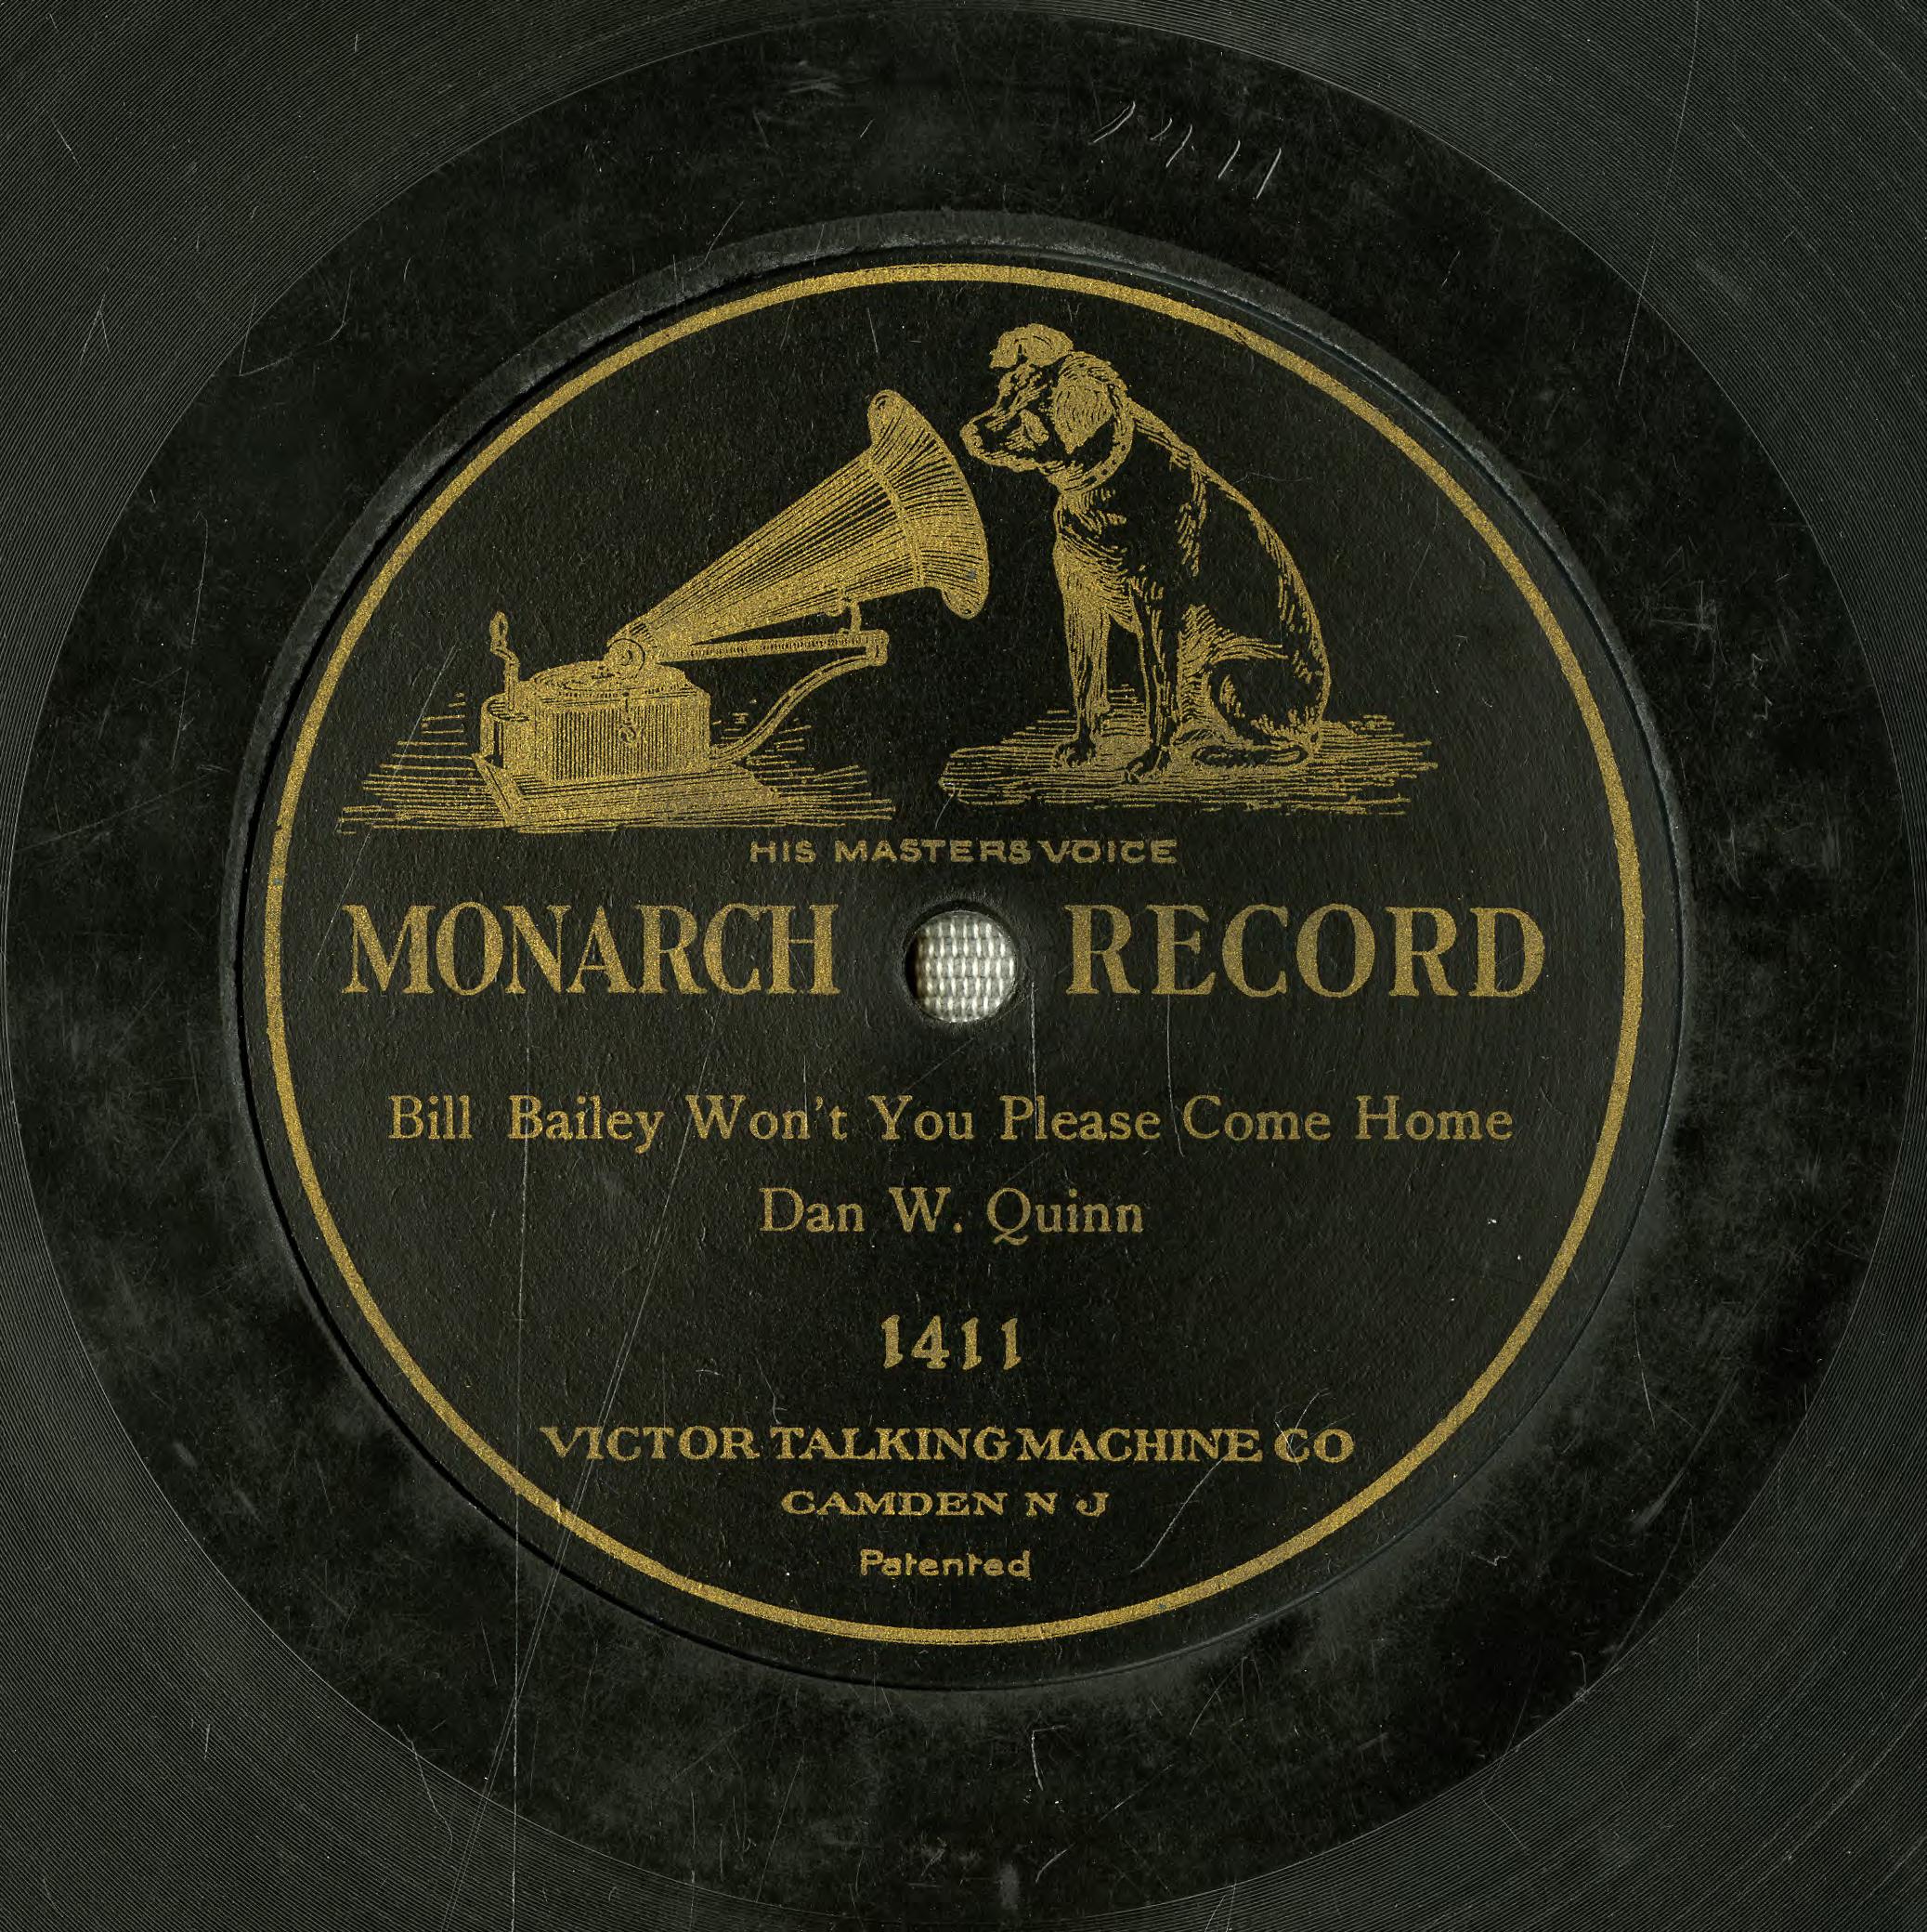 1411
HIS MASTERS VOICE
MONARCH RECORD
Bill Bailey Won't You Please Come Home
Dan W. Quinn
1411
VICTOR TALKING MACHINE CO
CAMDEN N J
Patented